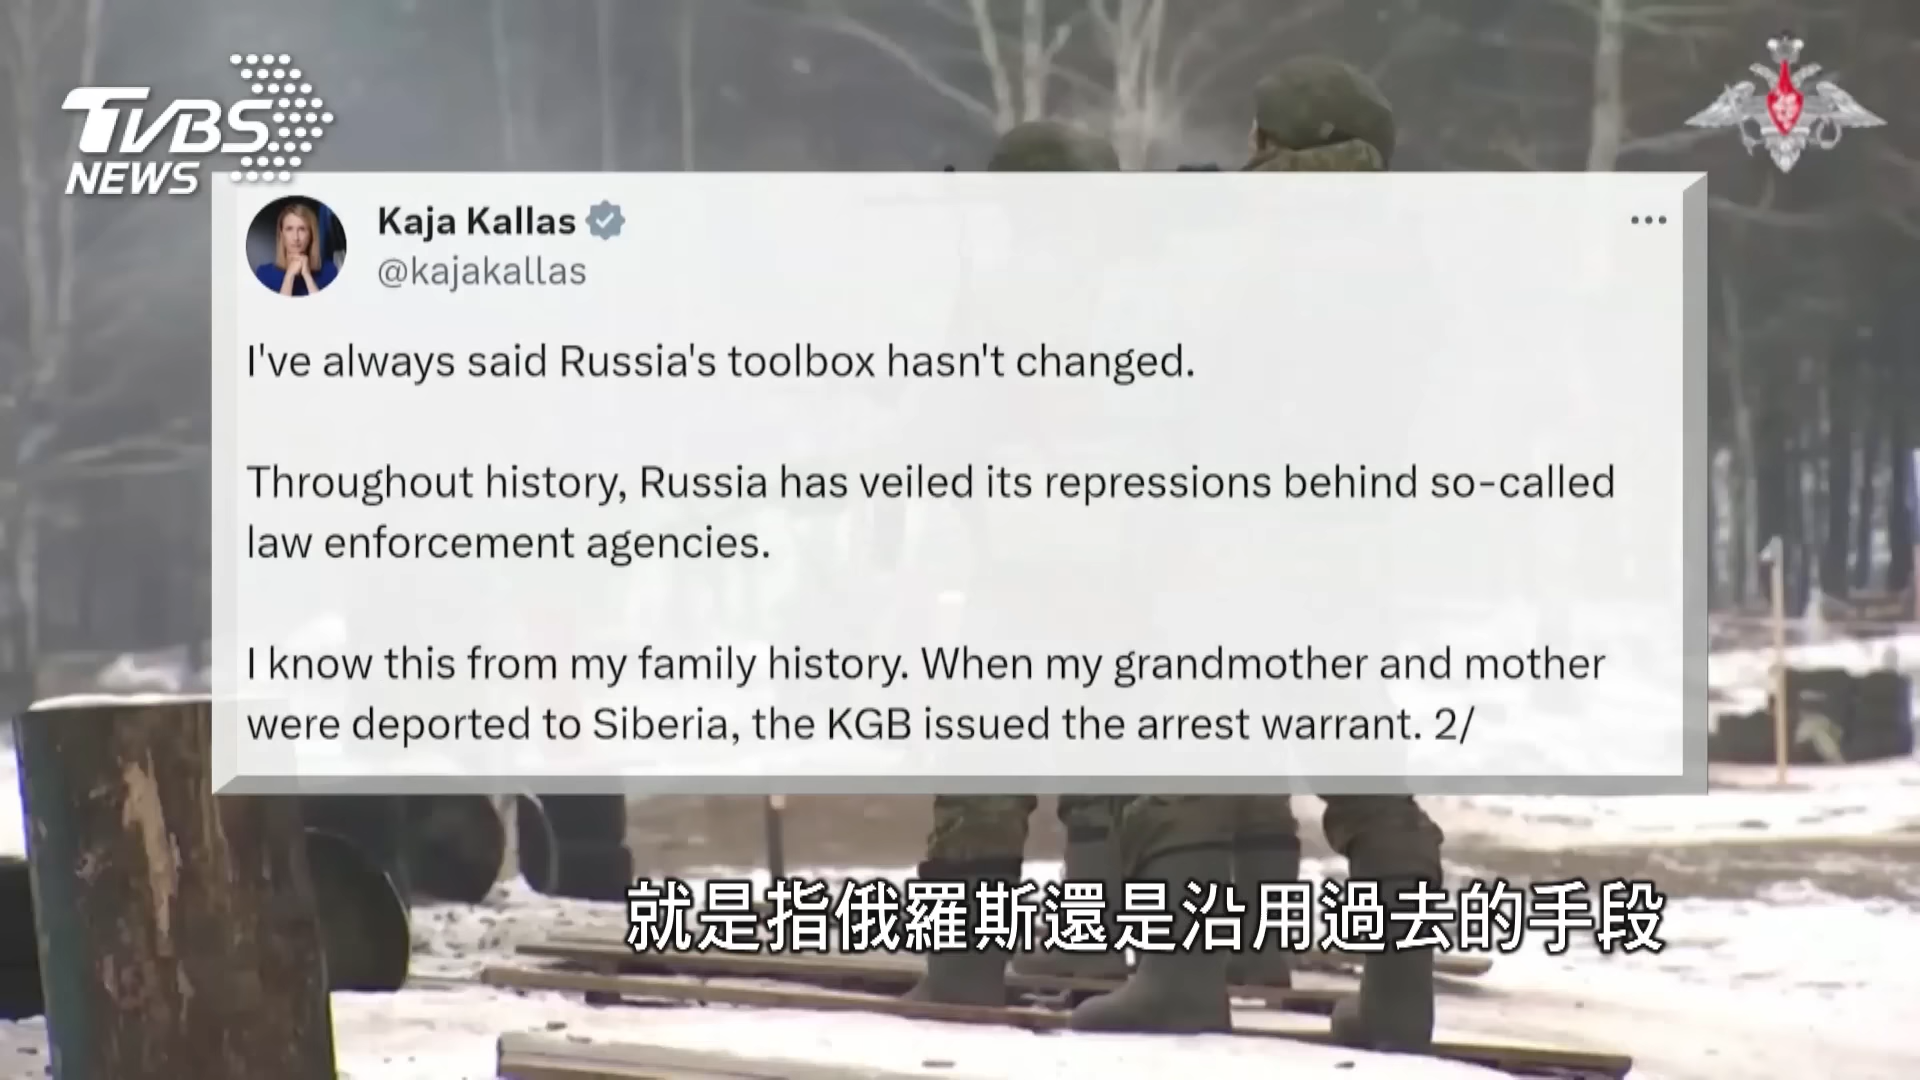 TVBS
NEWS
Kaja Kallas
@kajakallas
I've always said Russia's toolbox hasn't changed.
Throughout history, Russia has veiled its repressions behind so-called
law enforcement agencies.
I know this from my family history. When my grandmother and mother
were deported to Siberia, the KGB issued the arrest warrant. 2/
就是指俄羅斯還是沿用過去的手段